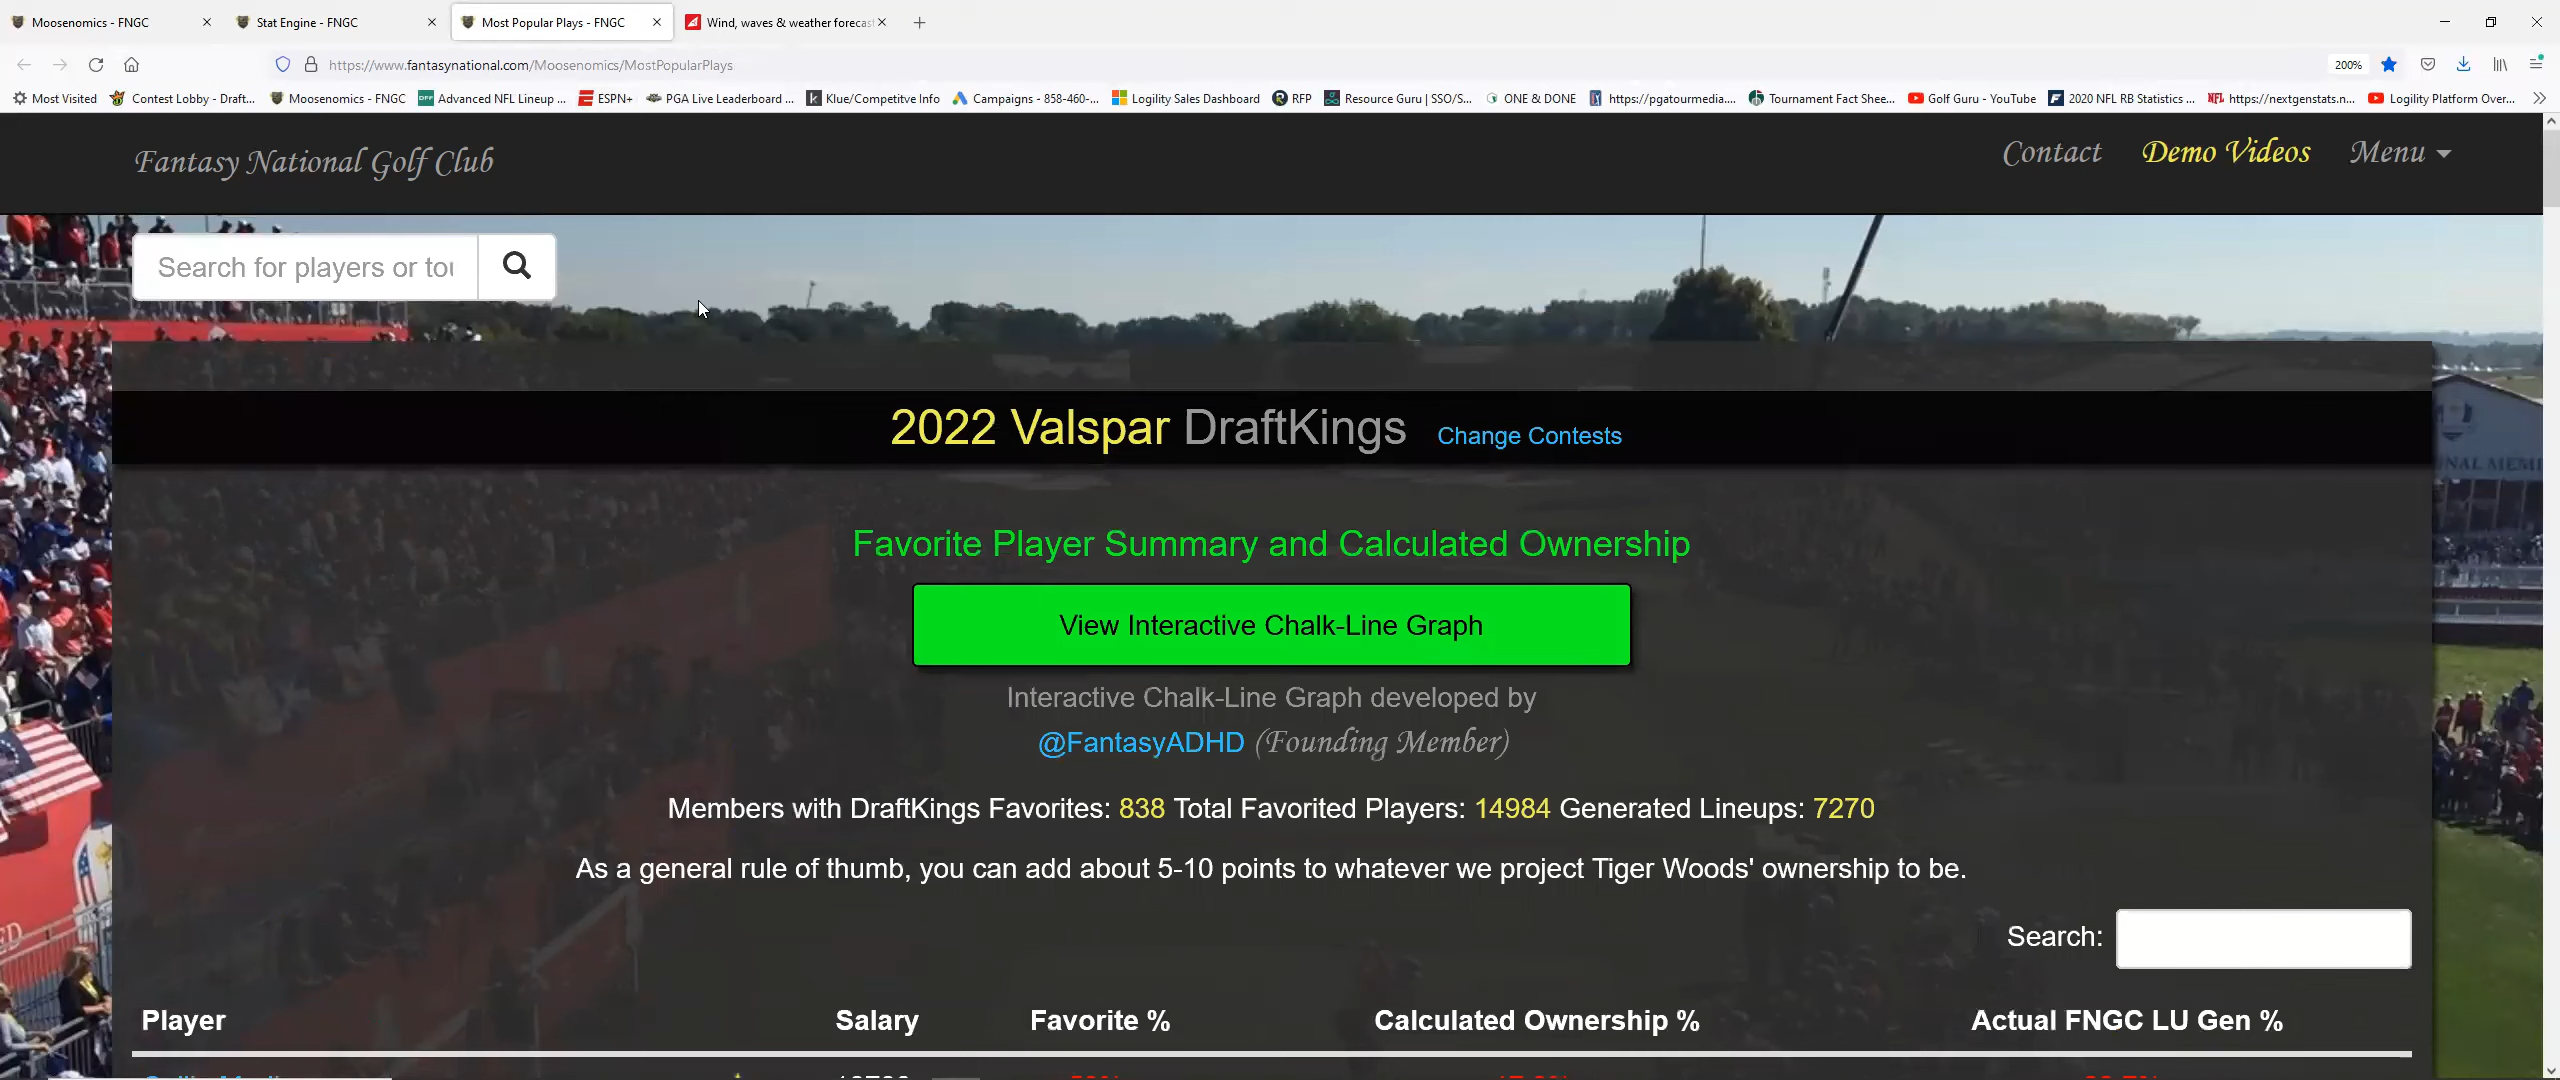 Moosenomics - FNGC
Stat Engine - FNGC
Most Popular Plays - FNGC
Wind, waves & weather forecast
https://www.fantasynational.com/Moosenomics/MostPopularPlays
200%
Most Visited
Contest Lobby - Draft...
Moosenomics - FNGC
Advanced NFL Lineup ...
ESPN+
PGA Live Leaderboard ...
Klue/Competitve Info
Campaigns - 858-460-...
Logility Sales Dashboard
RFP
Resource Guru | SSO/S...
ONE & DONE
https://pgatourmedia....
Tournament Fact Shee...
Golf Guru - YouTube
2020 NFL RB Statistics ...
https://nextgenstats.n...
Logility Platform Over...
Fantasy National Golf Club
Contact
Demo Videos
Menu
Search for players or tou
2022 Valspar DraftKings Change Contests
Favorite Player Summary and Calculated Ownership
View Interactive Chalk-Line Graph
Interactive Chalk-Line Graph developed by
@FantasyADHD (Founding Member)
Members with DraftKings Favorites: 838 Total Favorited Players: 14984 Generated Lineups: 7270
As a general rule of thumb, you can add about 5-10 points to whatever we project Tiger Woods' ownership to be.
Search:
Player Salary Favorite % Calculated Ownership % Actual FNGC LU Gen %